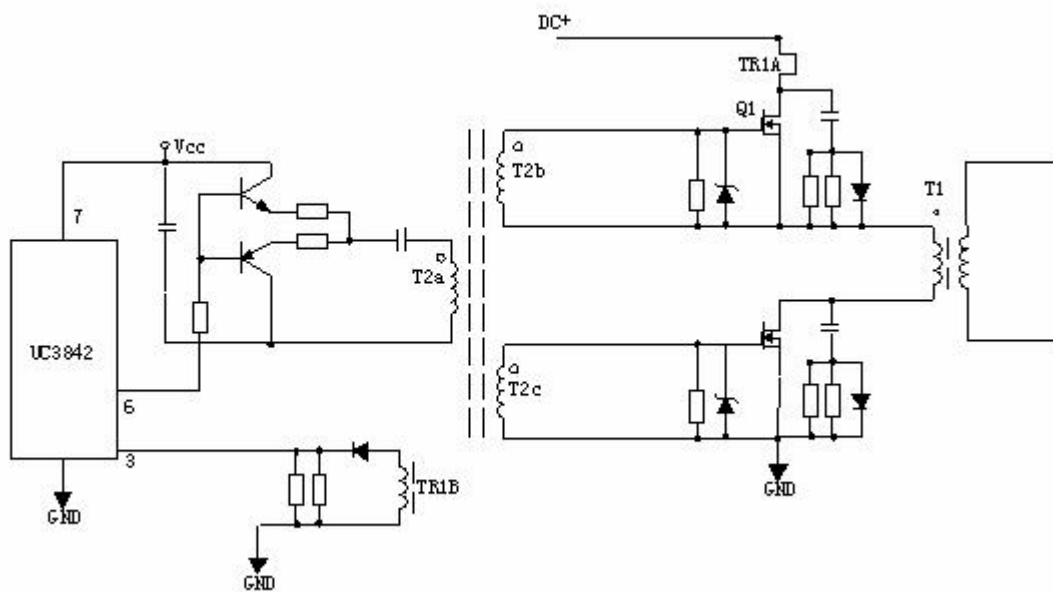 DC+
TR1A
Q1
Vcc
T2b
T1
7
T2a
UC3842
T2c
6
3
TR1B
GND
GND
GND